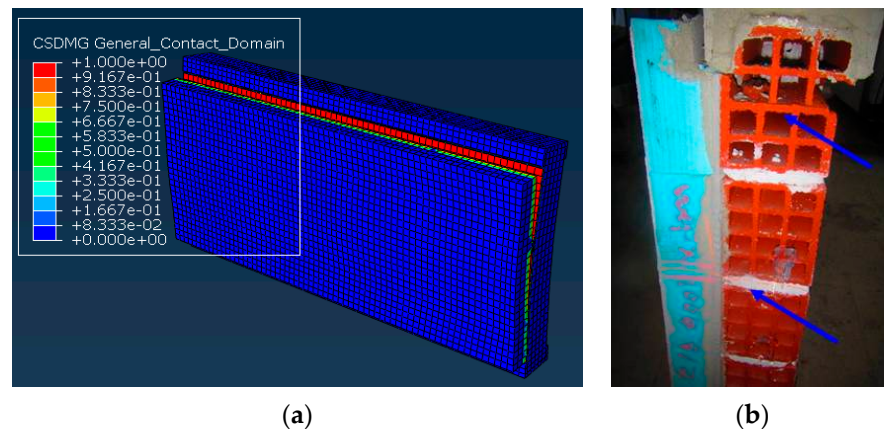 CSDMG General_Contact_Domain
+1.000e+00
+9.167e-01
+8.333e-01
+7.500e-01
+6.667e-01
+5.833e-01
+5.000e-01
+4.167e-01
+3.333e-01
+2.500e-01
+1.667e-01
+8.333e-02
+0.000e+00
(a)
(b)